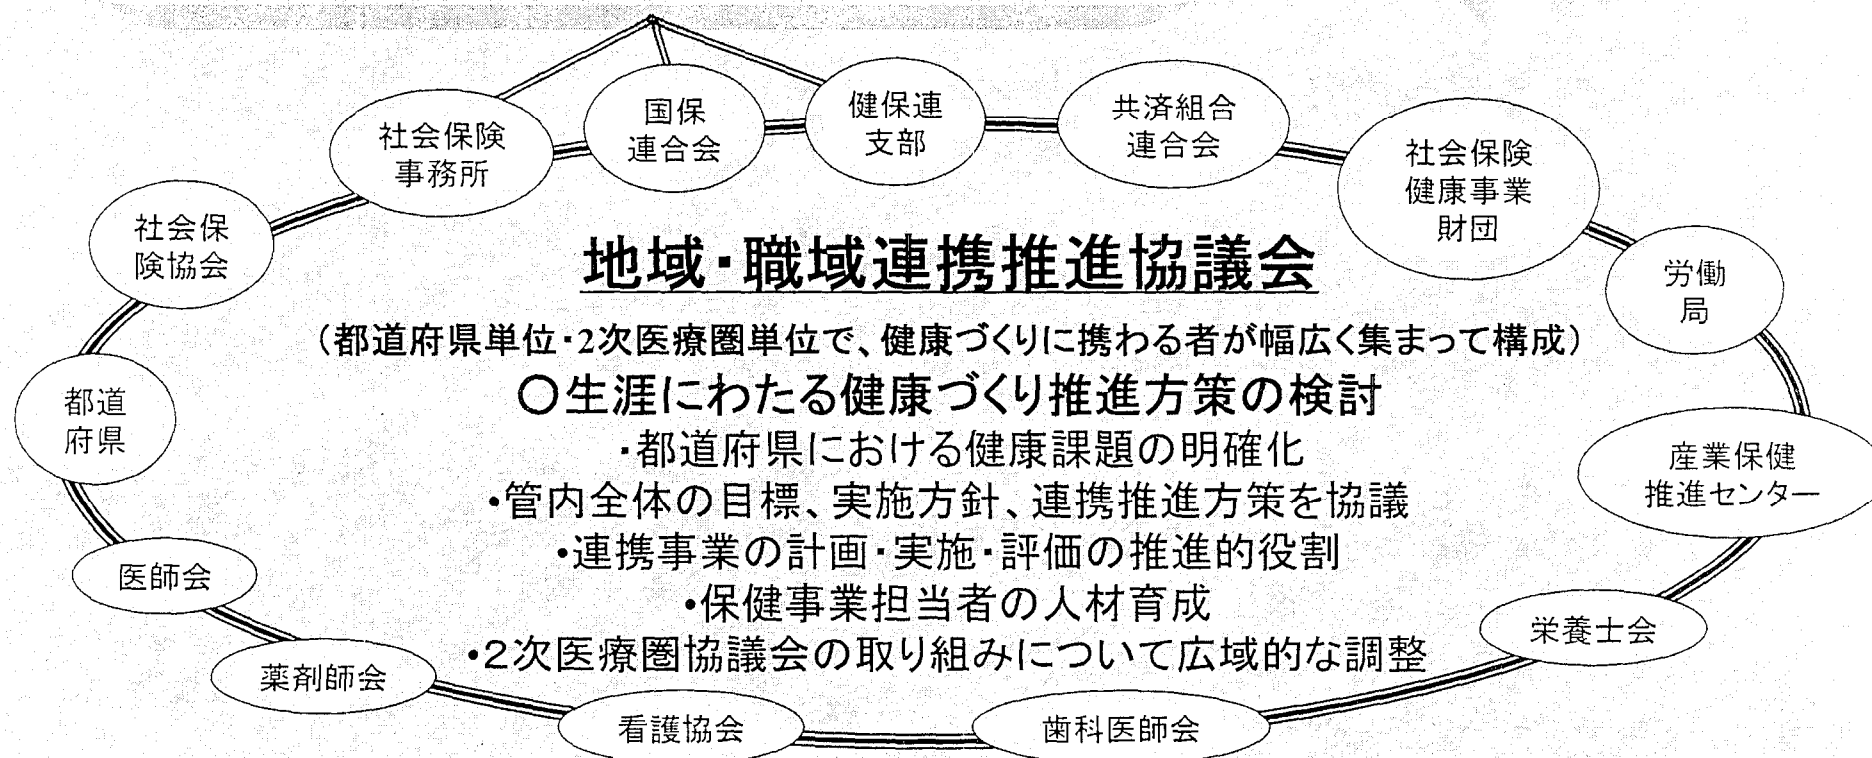 国保
連合会
健保連
支部
共済組合
連合会
社会保険
事務所
社会保険
健康事業
財団
社会保
険協会
労働
局
地域・職域連携推進協議会
（都道府県単位・2次医療圏単位で、健康づくりに携わる者が幅広く集まって構成）
〇生涯にわたる健康づくり推進方策の検討
都道
府県
・都道府県における健康課題の明確化
産業保健
推進センター
•管内全体の目標、実施方針、連携推進方策を協議
•連携事業の計画・実施・評価の推進的役割
医師会
•保健事業担当者の人材育成
栄養士会
•２次医療圏協議会の取り組みについて広域的な調整
薬剤師会
看護協会
歯科医師会